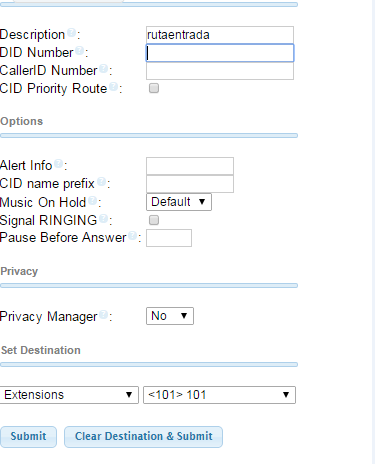 Description : rutaentrada
DID Number :
CallerID Number :
CID Priority Route :
Options
Alert Info :
CID name prefix :
Music On Hold : Default
Signal RINGING :
Pause Before Answer :
Privacy
Privacy Manager : No
Set Destination
Extensions <101> 101
Submit Clear Destination & Submit